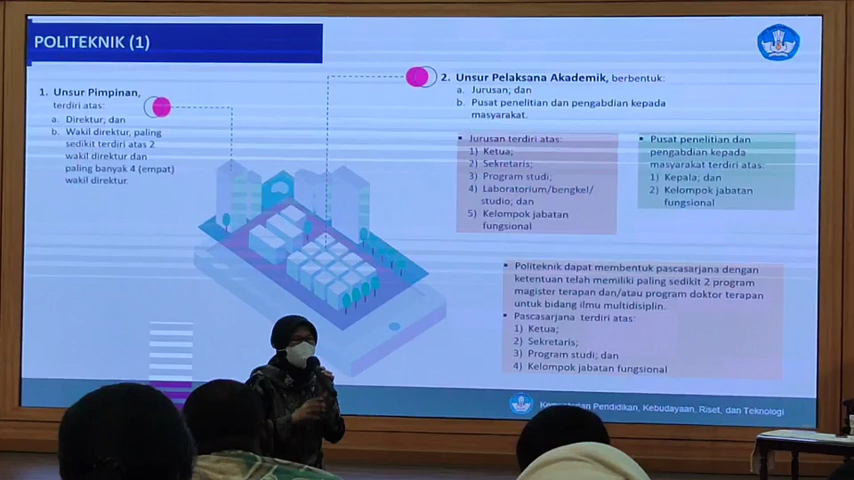 POLITEKNIK (1)
1. Unsur Pimpinan,
terdiri atas:
a. Direktur; dan
b. Wakil direktur, paling
sedikit terdiri atas 2
wakil direktur dan
paling banyak 4 (empat)
wakil direktur.
2. Unsur Pelaksana Akademik, berbentuk:
a. Jurusan; dan
b. Pusat penelitian dan pengabdian kepada
masyarakat.
▪ Jurusan terdiri atas:
1) Ketua;
2) Sekretaris;
3) Program studi;
4) Laboratorium/bengkel/
studio; dan
5) Kelompok jabatan
fungsional
▪ Pusat penelitian dan
pengabdian kepada
masyarakat terdiri atas:
1) Kepala; dan
2) Kelompok jabatan
fungsional
▪ Politeknik dapat membentuk pascasarjana dengan
ketentuan telah memiliki paling sedikit 2 program
magister terapan dan/atau program doktor terapan
untuk bidang ilmu multidisiplin.
▪ Pascasarjana terdiri atas:
1) Ketua;
2) Sekretaris;
3) Program studi; dan
4) Kelompok jabatan fungsional
Kementerian Pendidikan, Kebudayaan, Riset, dan Teknologi